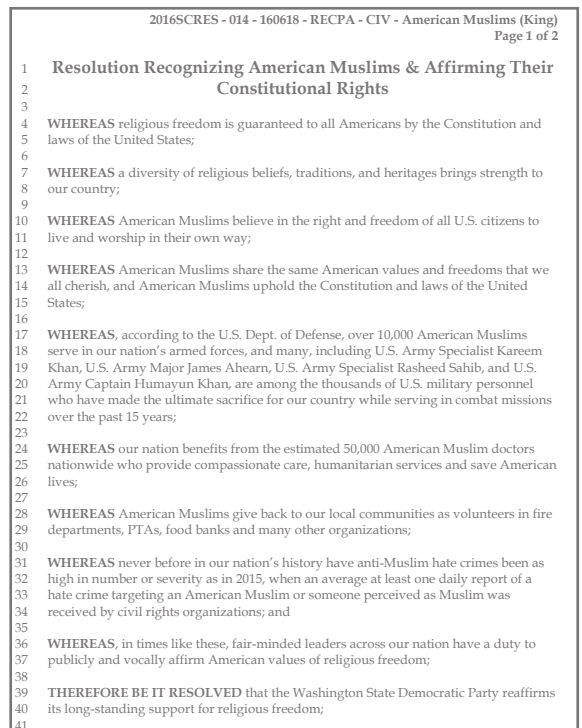 2016SCRES - 014 - 160618 - RECPA - CIV - American Muslims (King)
Page 1 of 2
1 Resolution Recognizing American Muslims & Affirming Their
2 Constitutional Rights
3
4 WHEREAS religious freedom is guaranteed to all Americans by the Constitution and
5 laws of the United States;
6
7 WHEREAS a diversity of religious beliefs, traditions, and heritages brings strength to
8 our country;
9
10 WHEREAS American Muslims believe in the right and freedom of all U.S. citizens to
11 live and worship in their own way;
12
13 WHEREAS American Muslims share the same American values and freedoms that we
14 all cherish, and American Muslims uphold the Constitution and laws of the United
15 States;
16
17 WHEREAS, according to the U.S. Dept. of Defense, over 10,000 American Muslims
18 serve in our nation's armed forces, and many, including U.S. Army Specialist Kareem
19 Khan, U.S. Army Major James Ahearn, U.S. Army Specialist Rasheed Sahib, and U.S.
20 Army Captain Humayun Khan, are among the thousands of U.S. military personnel
21 who have made the ultimate sacrifice for our country while serving in combat missions
22 over the past 15 years;
23
24 WHEREAS our nation benefits from the estimated 50,000 American Muslim doctors
25 nationwide who provide compassionate care, humanitarian services and save American
26 lives;
27
28 WHEREAS American Muslims give back to our local communities as volunteers in fire
29 departments, PTAs, food banks and many other organizations;
30
31 WHEREAS never before in our nation's history have anti-Muslim hate crimes been as
32 high in number or severity as in 2015, when an average at least one daily report of a
33 hate crime targeting an American Muslim or someone perceived as Muslim was
34 received by civil rights organizations; and
35
36 WHEREAS, in times like these, fair-minded leaders across our nation have a duty to
37 publicly and vocally affirm American values of religious freedom;
38
39 THEREFORE BE IT RESOLVED that the Washington State Democratic Party reaffirms
40 its long-standing support for religious freedom;
41